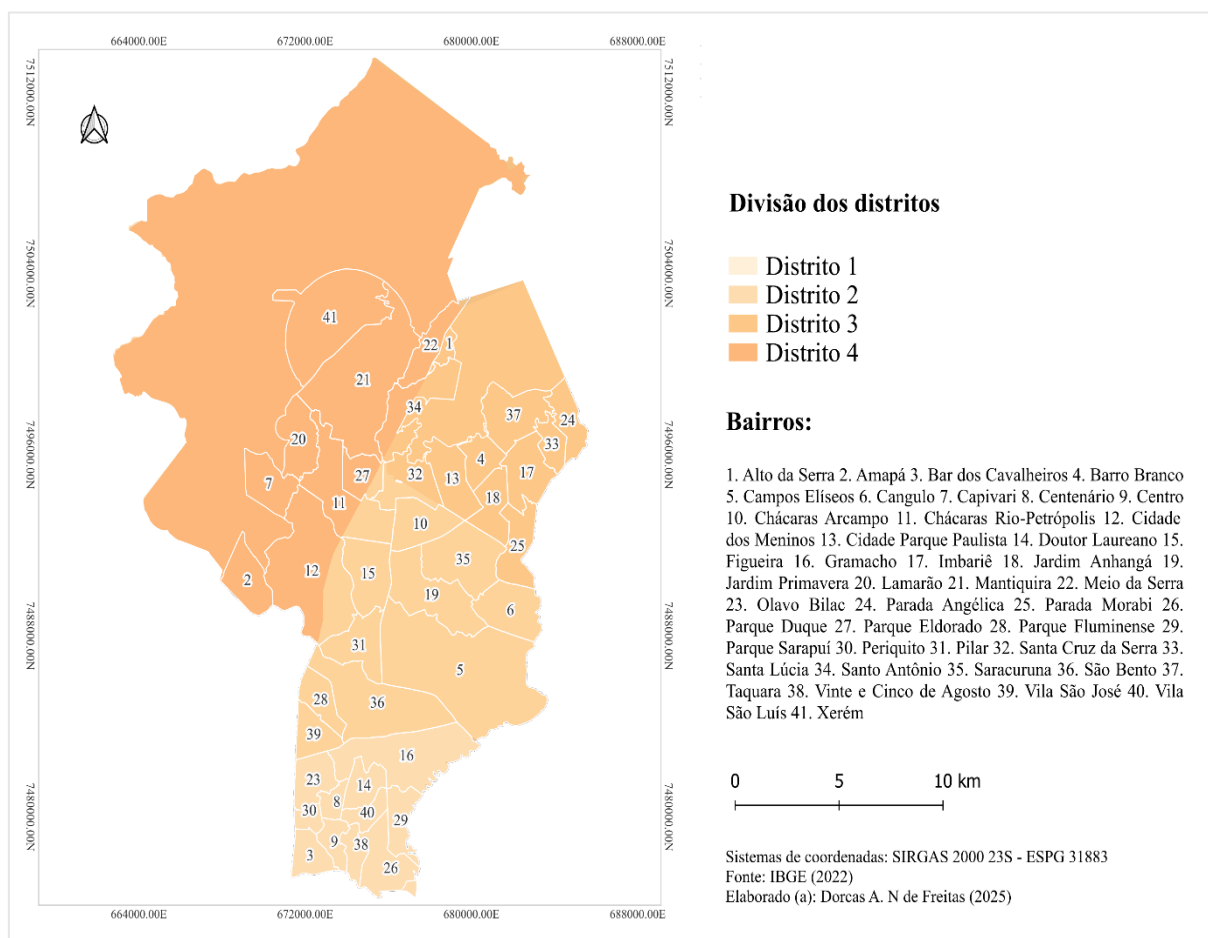 664000.00E 672000.00E 680000.00E 688000.00E
7512000.00N 7512000.00N
7504000.00N 7504000.00N
7496000.00N 7496000.00N
7488000.00N 7488000.00N
7480000.00N 7480000.00N
41
22 1
21
34 37 24
20 33
4
27 32 13 17
7 18
11 10
25
35
2 12 15
19 6
31
5
28 36
39
16
23 14
8
30 40 29
9 38
3 26
664000.00E 672000.00E 680000.00E 688000.00E
Divisão dos distritos
Distrito 1
Distrito 2
Distrito 3
Distrito 4
Bairros:
1. Alto da Serra 2. Amapá 3. Bar dos Cavalheiros 4. Barro Branco
5. Campos Elíseos 6. Cangulo 7. Capivari 8. Centenário 9. Centro
10. Chácaras Arcampo 11. Chácaras Rio-Petrópolis 12. Cidade
dos Meninos 13. Cidade Parque Paulista 14. Doutor Laureano 15.
Figueira 16. Gramacho 17. Imbariê 18. Jardim Anhangá 19.
Jardim Primavera 20. Lamarão 21. Mantiquira 22. Meio da Serra
23. Olavo Bilac 24. Parada Angélica 25. Parada Morabi 26.
Parque Duque 27. Parque Eldorado 28. Parque Fluminense 29.
Parque Sarapuí 30. Periquito 31. Pilar 32. Santa Cruz da Serra 33.
Santa Lúcia 34. Santo Antônio 35. Saracuruna 36. São Bento 37.
Taquara 38. Vinte e Cinco de Agosto 39. Vila São José 40. Vila
São Luís 41. Xerém
0 5 10 km
Sistemas de coordenadas: SIRGAS 2000 23S - ESPG 31883
Fonte: IBGE (2022)
Elaborado (a): Dorcas A. N de Freitas (2025)